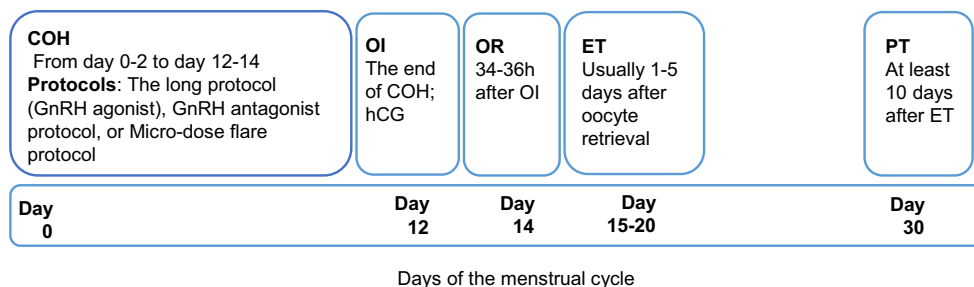 COH
From day 0-2 to day 12-14
Protocols: The long protocol
(GnRH agonist), GnRH antagonist
protocol, or Micro-dose flare
protocol
OI
The end
of COH;
hCG
OR
34-36h
after OI
ET
Usually 1-5
days after
oocyte
retrieval
PT
At least
10 days
after ET
Day
0
Day
12
Day
14
Day
15-20
Day
30
Days of the menstrual cycle